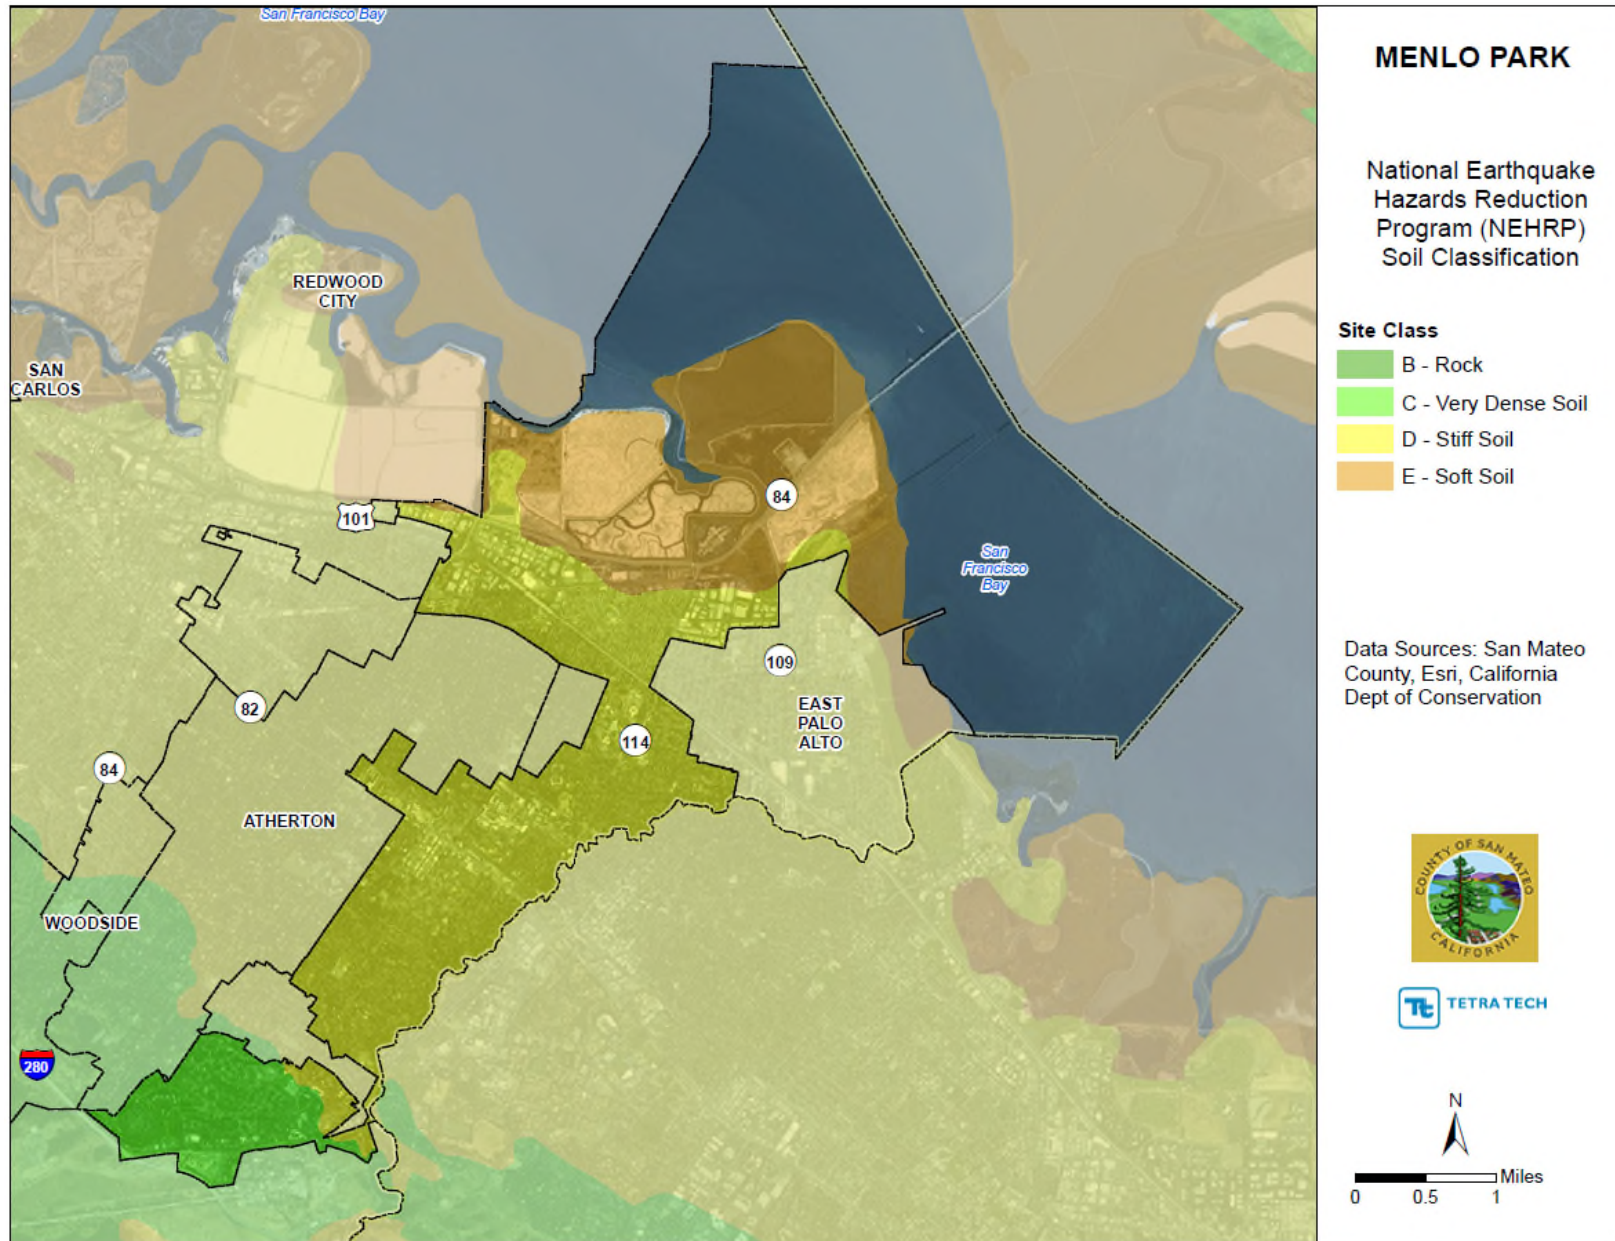 San Francisco Bay
REDWOOD
CITY
SAN
CARLOS
101
84
San
Francisco
Bay
109
82
EAST
PALO
ALTO
114
84
ATHERTON
WOODSIDE
280
MENLO PARK
National Earthquake
Hazards Reduction
Program (NEHRP)
Soil Classification
Site Class
B - Rock
C - Very Dense Soil
D - Stiff Soil
E - Soft Soil
Data Sources: San Mateo
County, Esri, California
Dept of Conservation
COUNTY OF SAN MATEO
CALIFORNIA
Tt TETRA TECH
N
Miles
0 0.5 1